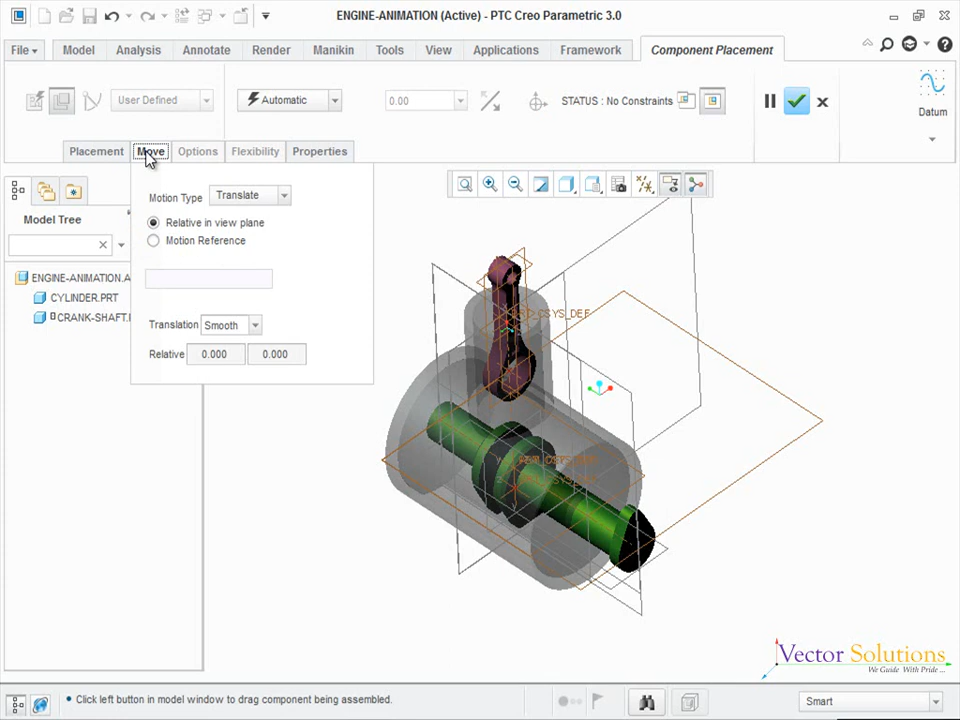 ENGINE-ANIMATION (Active) - PTC Creo Parametric 3.0
File
Model
Analysis
Annotate
Render
Manikin
Tools
View
Applications
Framework
Component Placement
User Defined
Automatic
0.00
STATUS : No Constraints
Datum
Placement
Move
Options
Flexibility
Properties
Motion Type
Translate
Relative in view plane
Motion Reference
Translation
Smooth
Relative
0.000
0.000
Model Tree
ENGINE-ANIMATION.A
CYLINDER.PRT
CRANK-SHAFT.
CSYS_DEF
Vector Solutions
We Guide With Pride ...
Click left button in model window to drag component being assembled.
Smart